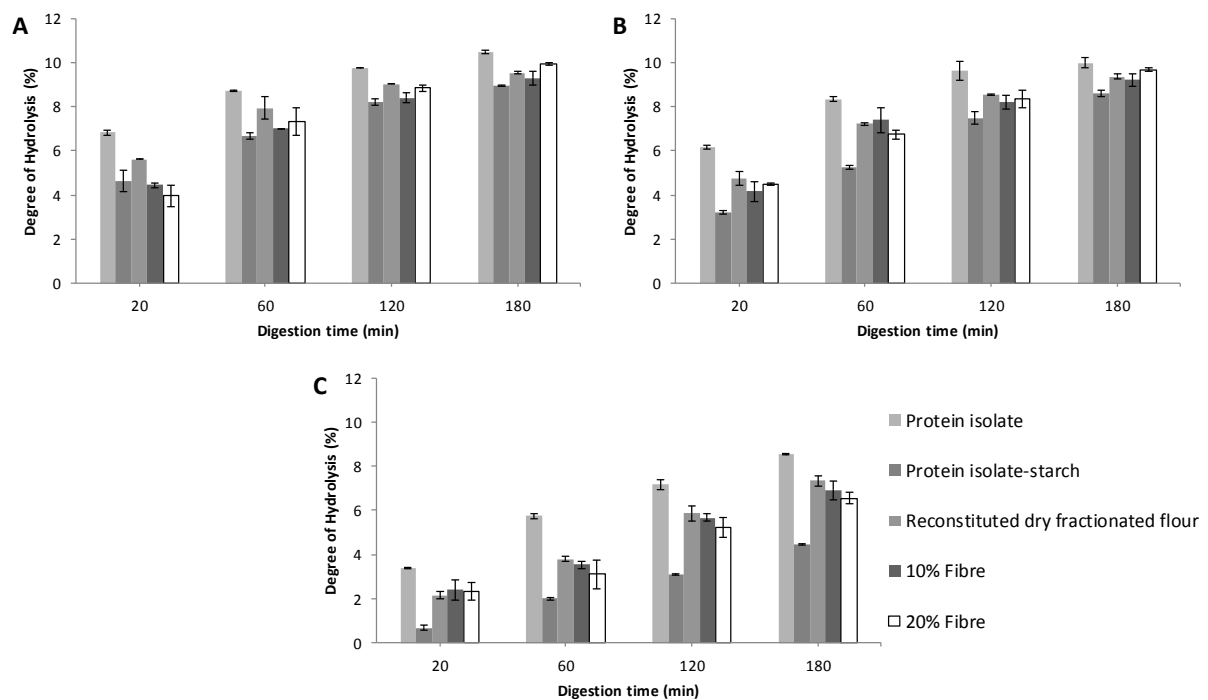 A
Degree of Hydrolysis (%)
12
10
8
6
4
2
0
20 60 120 180
Digestion time (min)
B
Degree of Hydrolysis (%)
12
10
8
6
4
2
0
20 60 120 180
Digestion time (min)
C
Degree of Hydrolysis (%)
12
10
8
6
4
2
0
20 60 120 180
Digestion time (min)
Protein isolate
Protein isolate-starch
Reconstituted dry fractionated flour
10% Fibre
20% Fibre